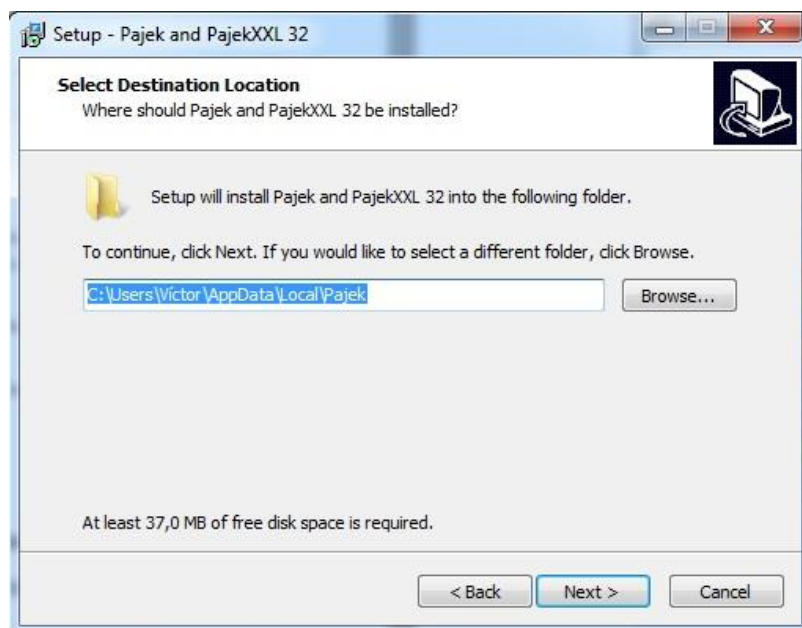 Setup - Pajek and PajekXXL 32
Select Destination Location
Where should Pajek and PajekXXL 32 be installed?
Setup will install Pajek and PajekXXL 32 into the following folder.
To continue, click Next. If you would like to select a different folder, click Browse.
C:\Users\Víctor\AppData\Local\Pajek
Browse...
At least 37,0 MB of free disk space is required.
< Back
Next >
Cancel